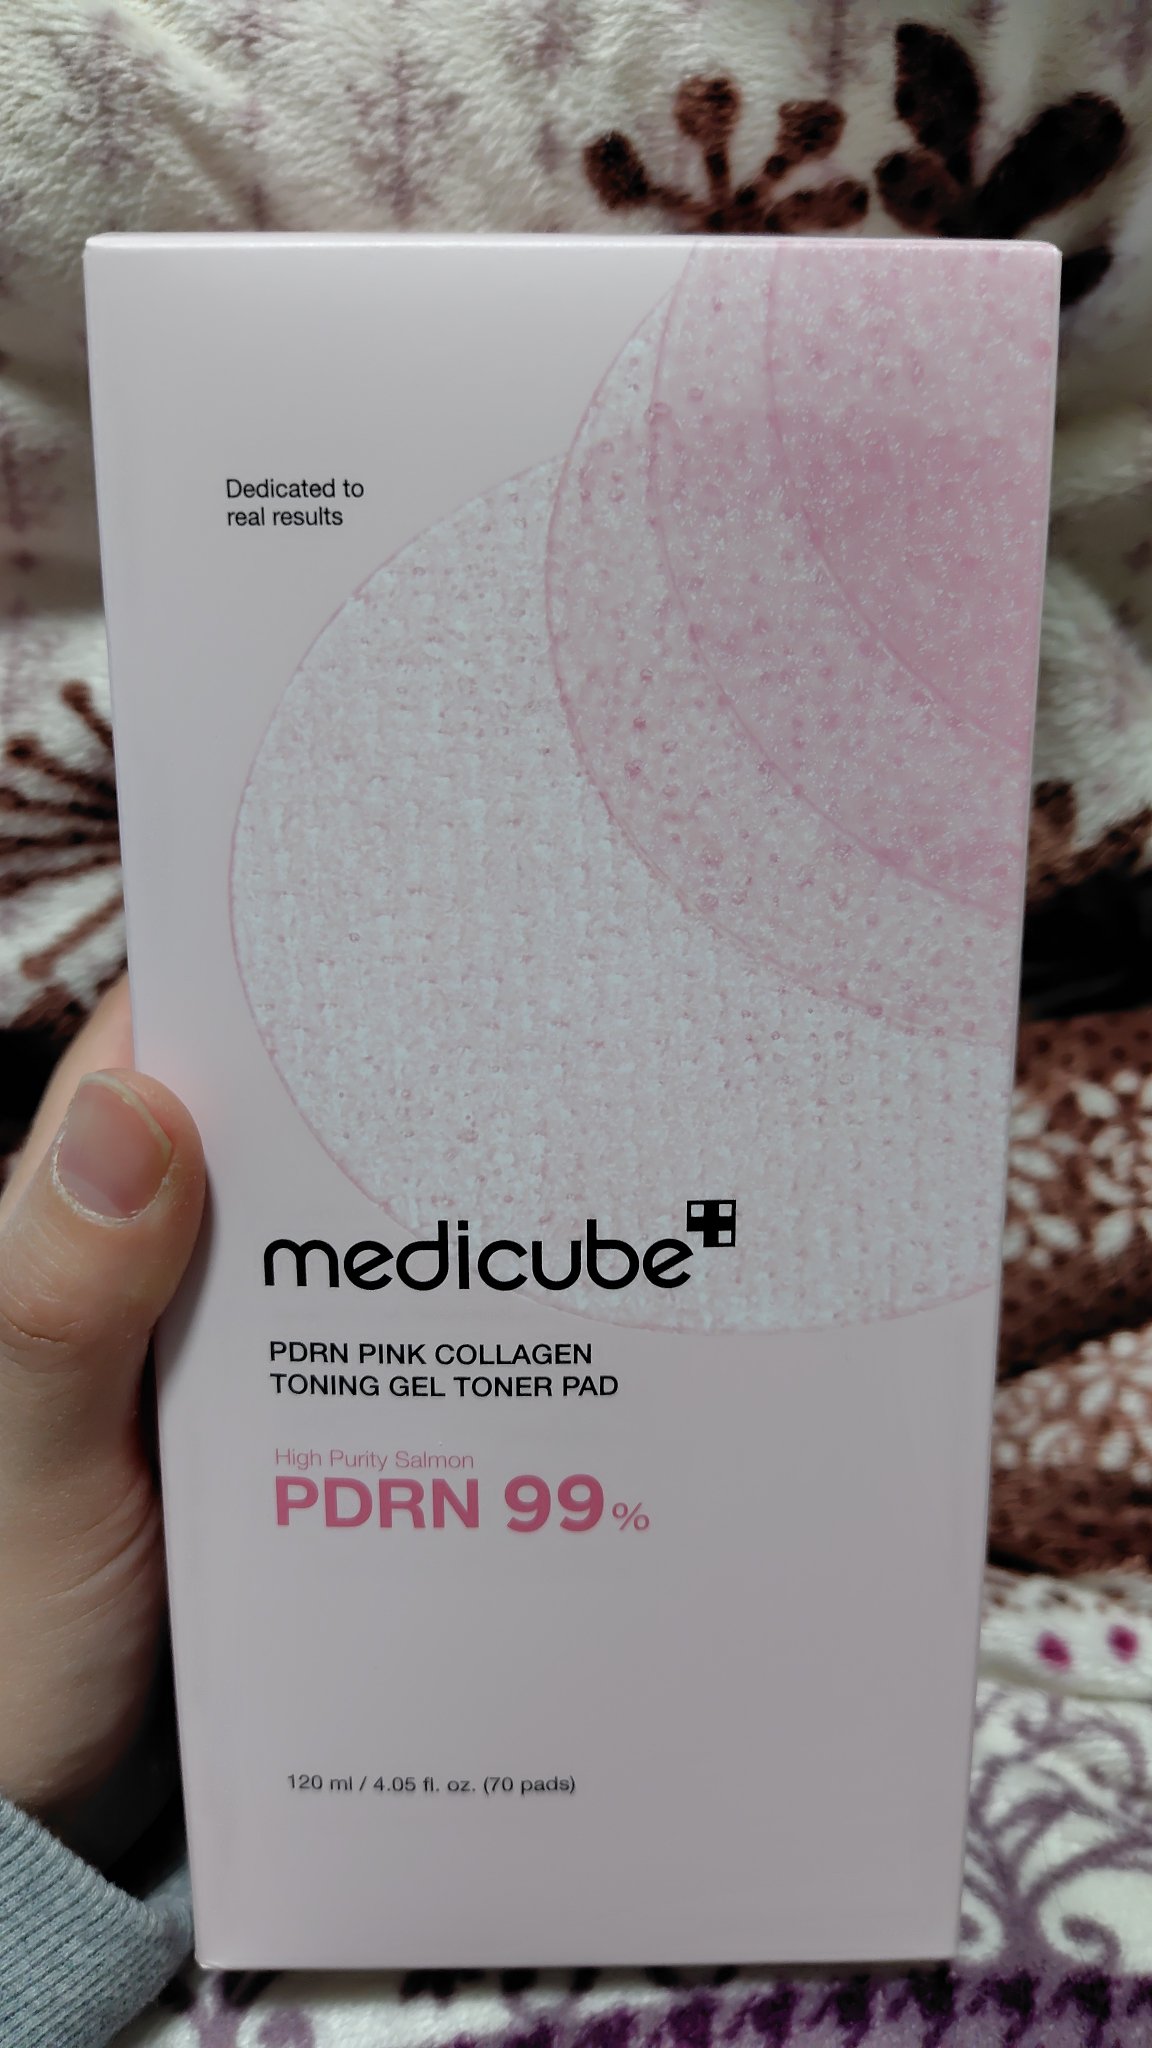 Dedicated to
real results
medicube
PDRN PINK COLLAGEN
TONING GEL TONER PAD
High Purity Salmon
PDRN 99%
120 ml / 4.05 fl. oz. (70 pads)